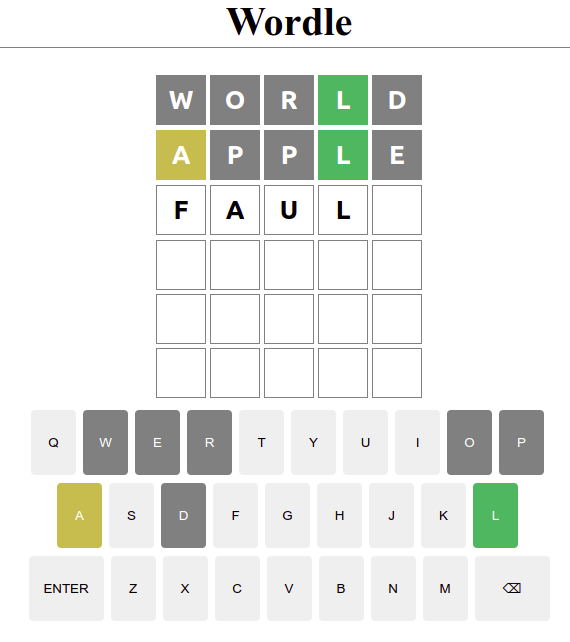 Wordle
W O R L D
A P P L E
F A U L
Q W E R T Y U I O P
A S D F G H J K L
ENTER Z X C V B N M ⌫